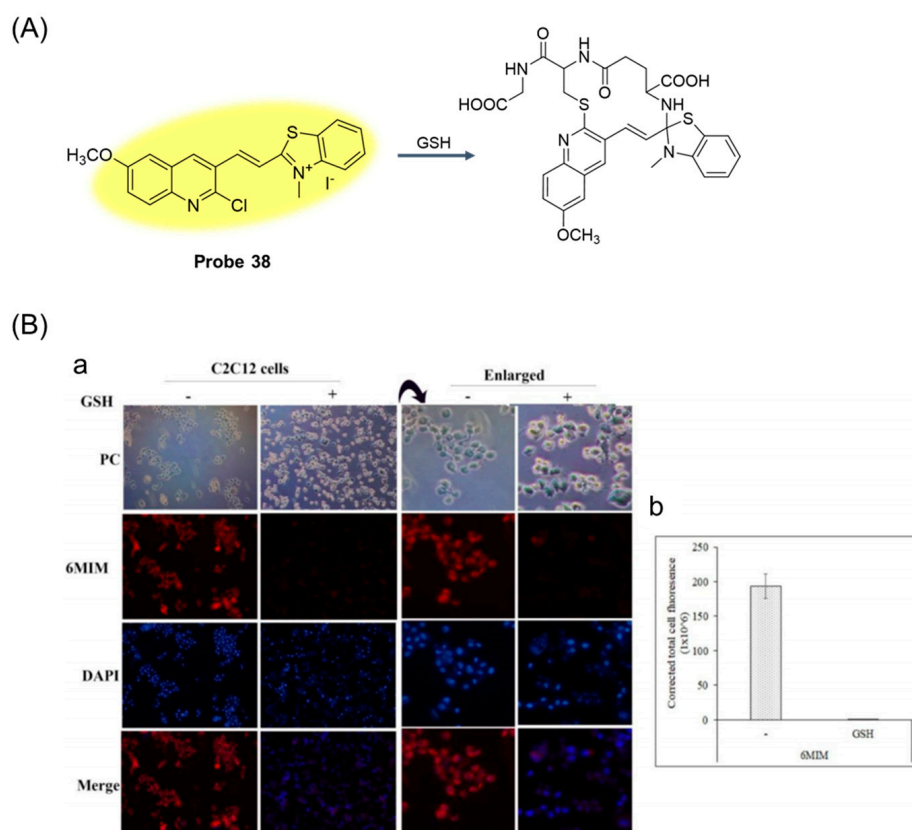 (A)
O
H
N
O
HN
O
COOH
HOOC
NH
S
S
N
N
OCH3
H3CO
N
Cl
S
N+
I-
GSH
Probe 38
(B)
a
C2C12 cells
Enlarged
GSH
-
+
-
+
PC
6MIM
DAPI
Merge
b
Corrected total cell fluoresence
(1x10^6)
250
200
150
100
50
0
-
GSH
6MIM